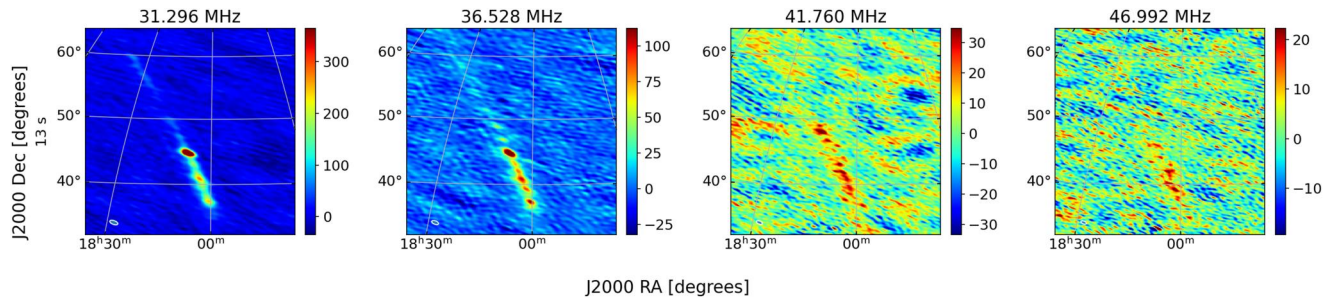 31.296 MHz
36.528 MHz
41.760 MHz
46.992 MHz
J2000 Dec [degrees]
13 s
60°
50°
40°
18ʰ30ᵐ
00ᵐ
300
200
100
0
60°
50°
40°
18ʰ30ᵐ
00ᵐ
100
75
50
25
0
−25
60°
50°
40°
18ʰ30ᵐ
00ᵐ
30
20
10
0
−10
−20
−30
60°
50°
40°
18ʰ30ᵐ
00ᵐ
20
10
0
−10
J2000 RA [degrees]